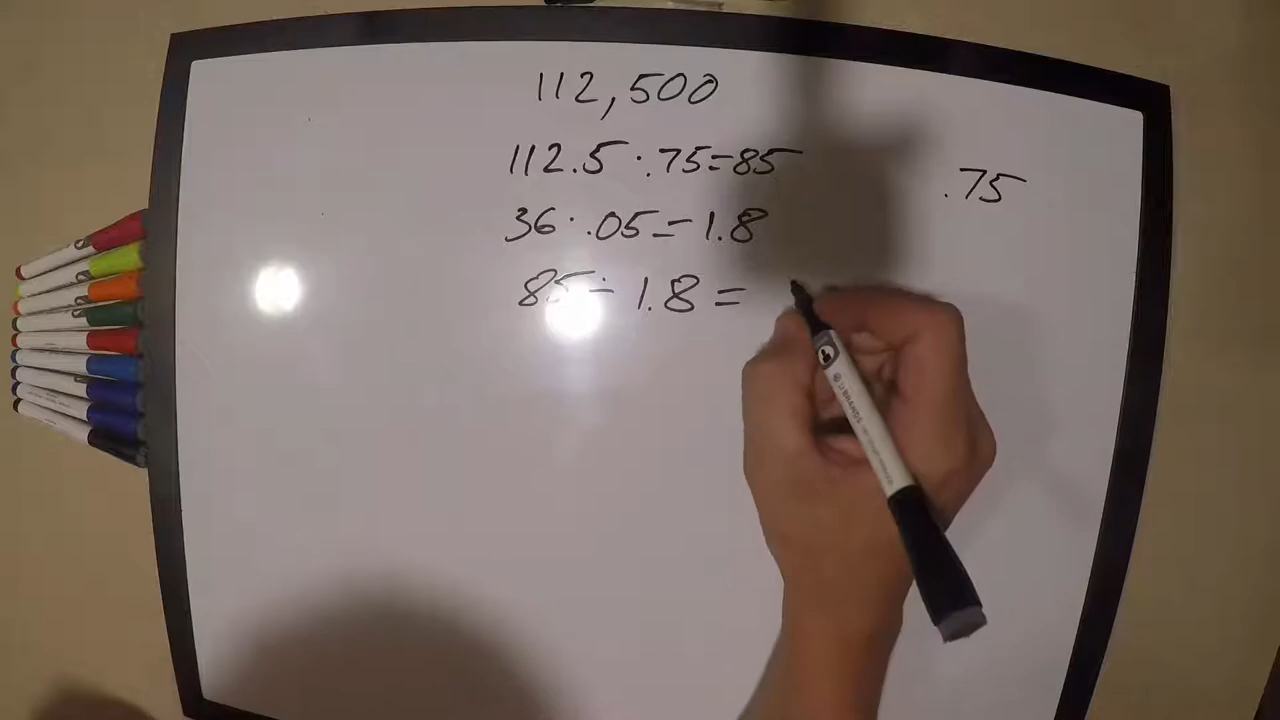 112,500
112.5 · .75=85
.75
36 · .05=1.8
85 ÷ 1.8 =